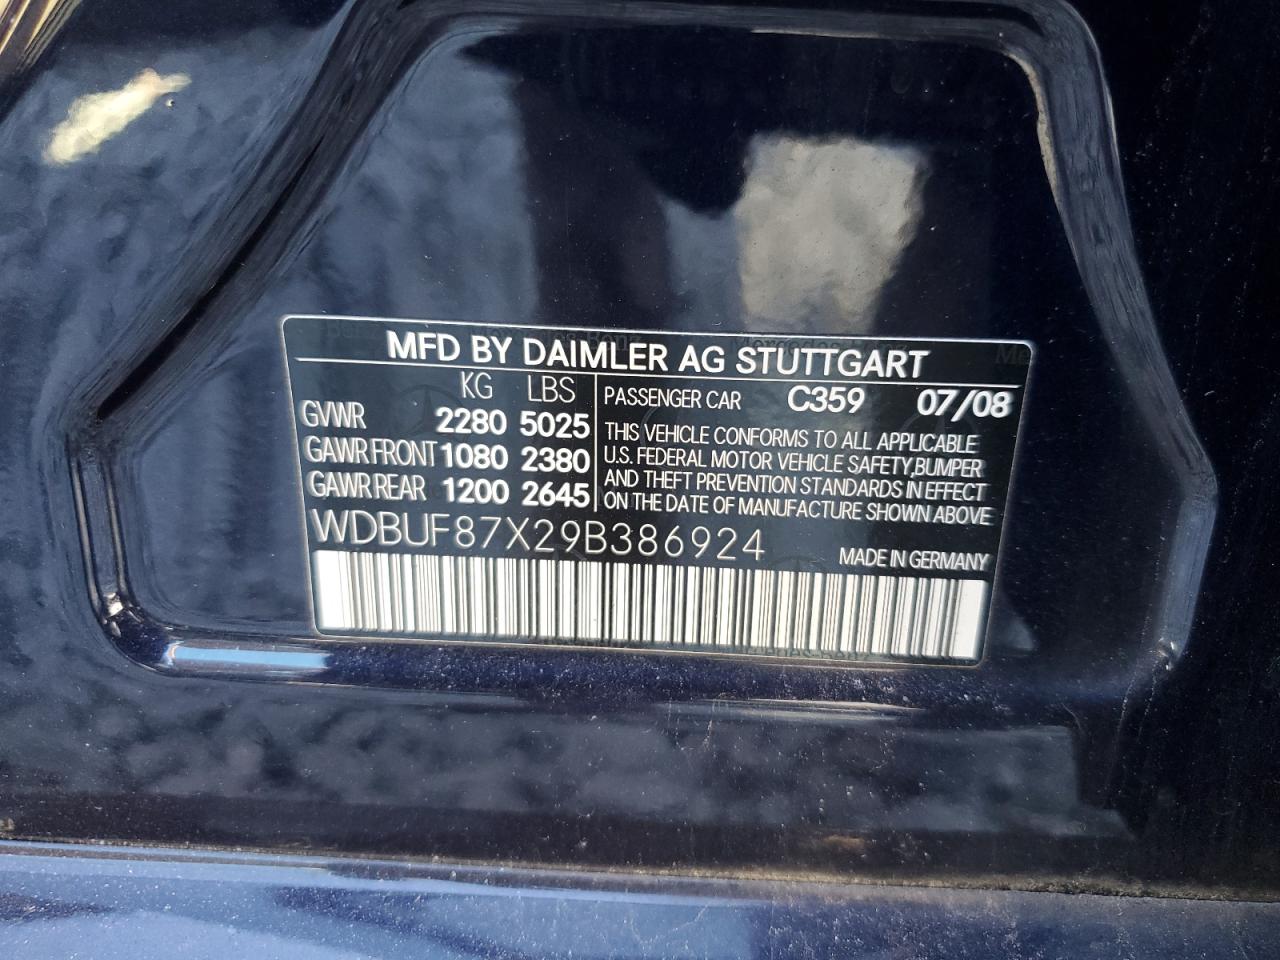 MFD BY DAIMLER AG STUTTGART
KG LBS
GVWR 2280 5025
GAWR FRONT 1080 2380
GAWR REAR 1200 2645
PASSENGER CAR C359 07/08
THIS VEHICLE CONFORMS TO ALL APPLICABLE
U.S. FEDERAL MOTOR VEHICLE SAFETY, BUMPER
AND THEFT PREVENTION STANDARDS IN EFFECT
ON THE DATE OF MANUFACTURE SHOWN ABOVE
WDBUF87X29B386924
MADE IN GERMANY